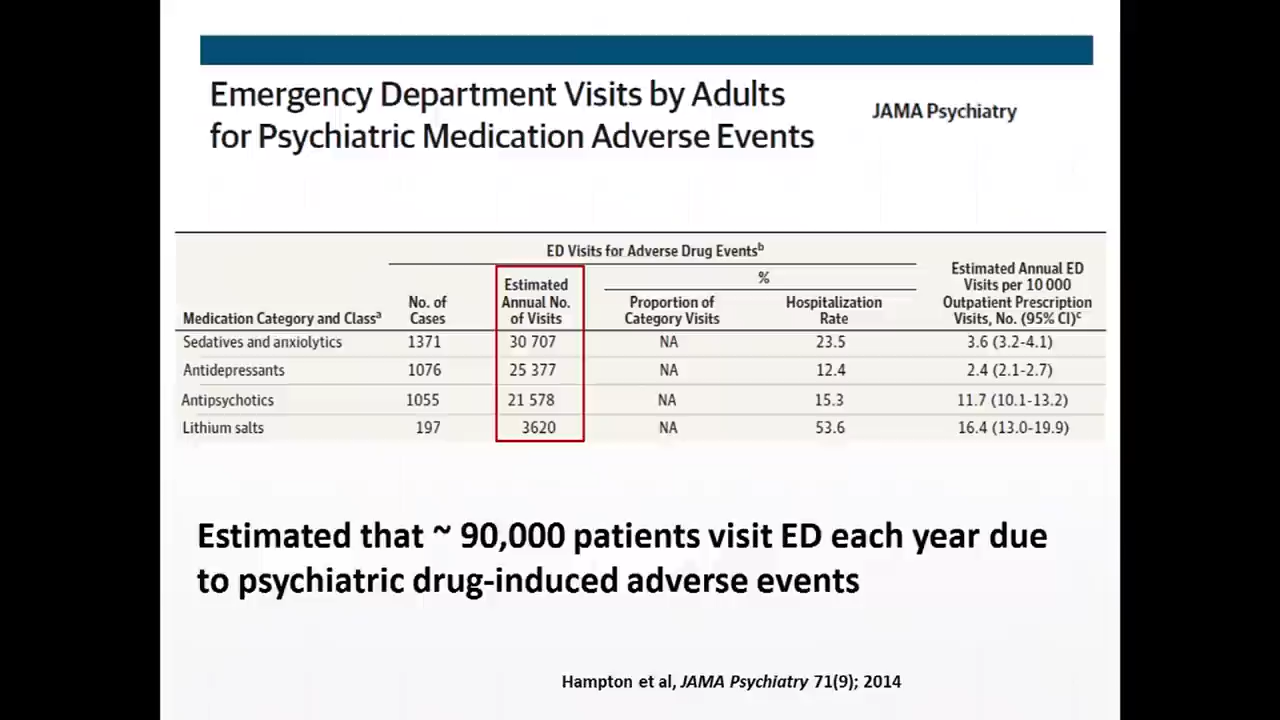 Emergency Department Visits by Adults
for Psychiatric Medication Adverse Events
JAMA Psychiatry
ED Visits for Adverse Drug Eventsᵇ
Medication Category and Classᵃ
No. of
Cases
Estimated
Annual No.
of Visits
%
Proportion of
Category Visits
Hospitalization
Rate
Estimated Annual ED
Visits per 10 000
Outpatient Prescription
Visits, No. (95% CI)ᶜ
Sedatives and anxiolytics 1371 30 707 NA 23.5 3.6 (3.2-4.1)
Antidepressants 1076 25 377 NA 12.4 2.4 (2.1-2.7)
Antipsychotics 1055 21 578 NA 15.3 11.7 (10.1-13.2)
Lithium salts 197 3620 NA 53.6 16.4 (13.0-19.9)
Estimated that ~ 90,000 patients visit ED each year due
to psychiatric drug-induced adverse events
Hampton et al, JAMA Psychiatry 71(9); 2014